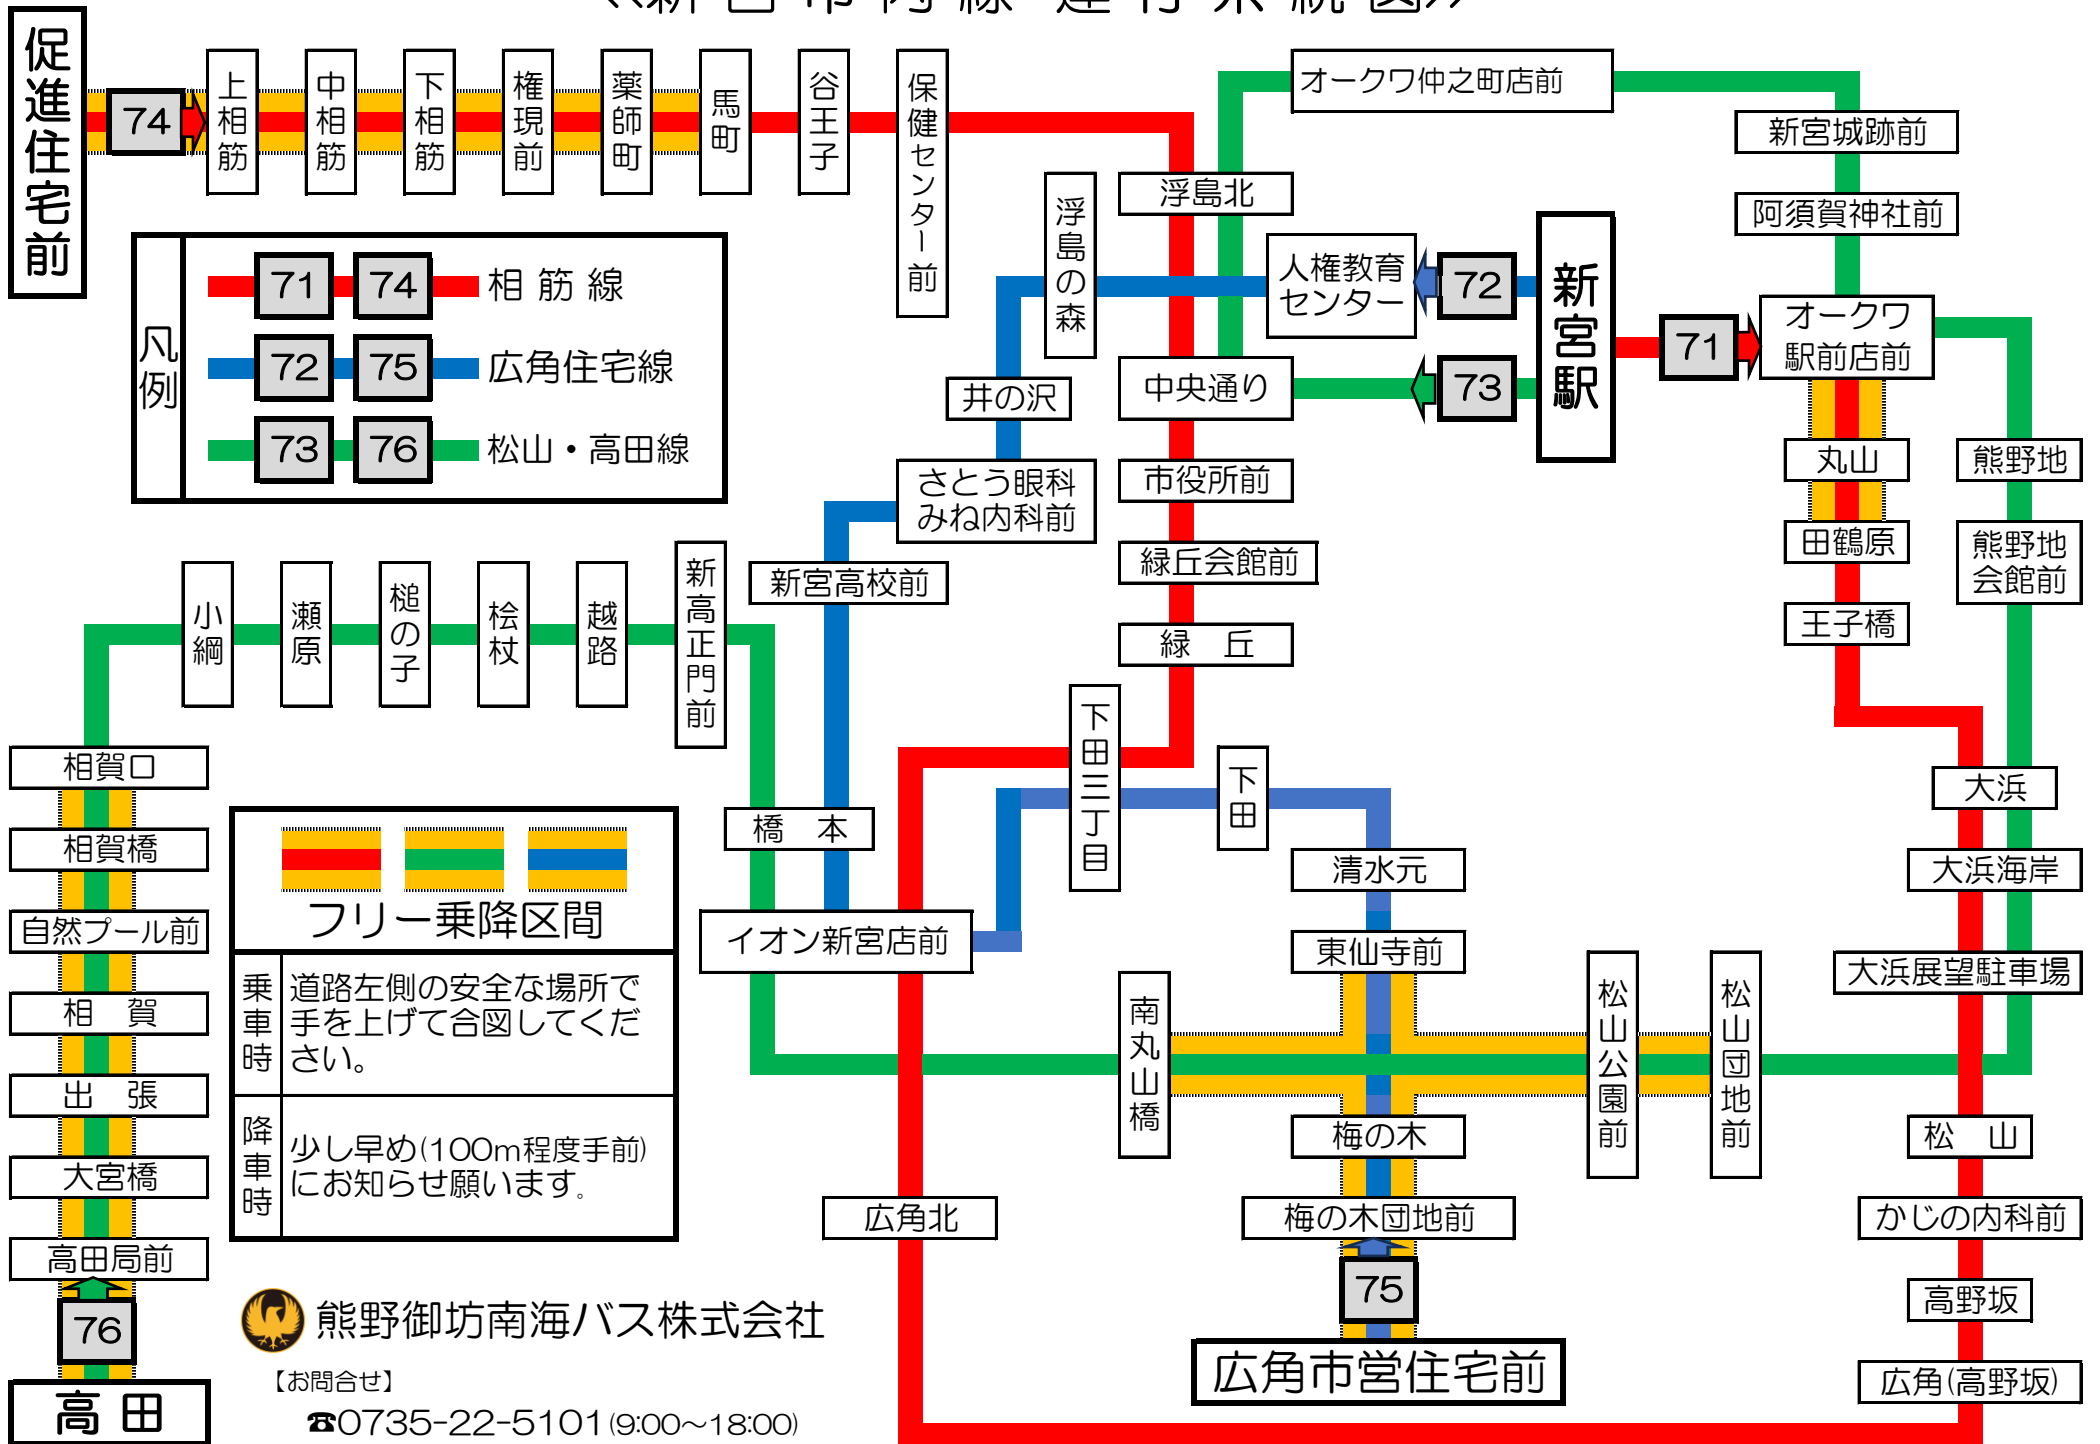 ≪新宮市内線 運行系統図≫
促進住宅前
74
上相筋
中相筋
下相筋
権現前
薬師町
馬町
谷王子
保健センター前
オークワ仲之町店前
新宮城跡前
阿須賀神社前
浮島北
浮島の森
人権教育
センター
72
新宮駅
71
オークワ
駅前店前
73
中央通り
井の沢
さとう眼科
みね内科前
市役所前
丸山
熊野地
田鶴原
熊野地
会館前
緑丘会館前
王子橋
緑 丘
凡例
71 74 相筋線
72 75 広角住宅線
73 76 松山・高田線
小綱
瀬原
槌の子
桧杖
越路
新高正門前
新宮高校前
下田三丁目
下田
大浜
相賀口
相賀橋
自然プール前
相 賀
出 張
大宮橋
高田局前
76
高田
フリー乗降区間
乗車時
道路左側の安全な場所で
手を上げて合図してくだ
さい。
降車時
少し早め(100m程度手前)
にお知らせ願います。
橋 本
イオン新宮店前
清水元
東仙寺前
大浜海岸
大浜展望駐車場
南丸山橋
松山公園前
松山団地前
梅の木
松 山
広角北
梅の木団地前
かじの内科前
75
高野坂
広角市営住宅前
広角(高野坂)
熊野御坊南海バス株式会社
【お問合せ】
☎0735-22-5101(9:00～18:00)